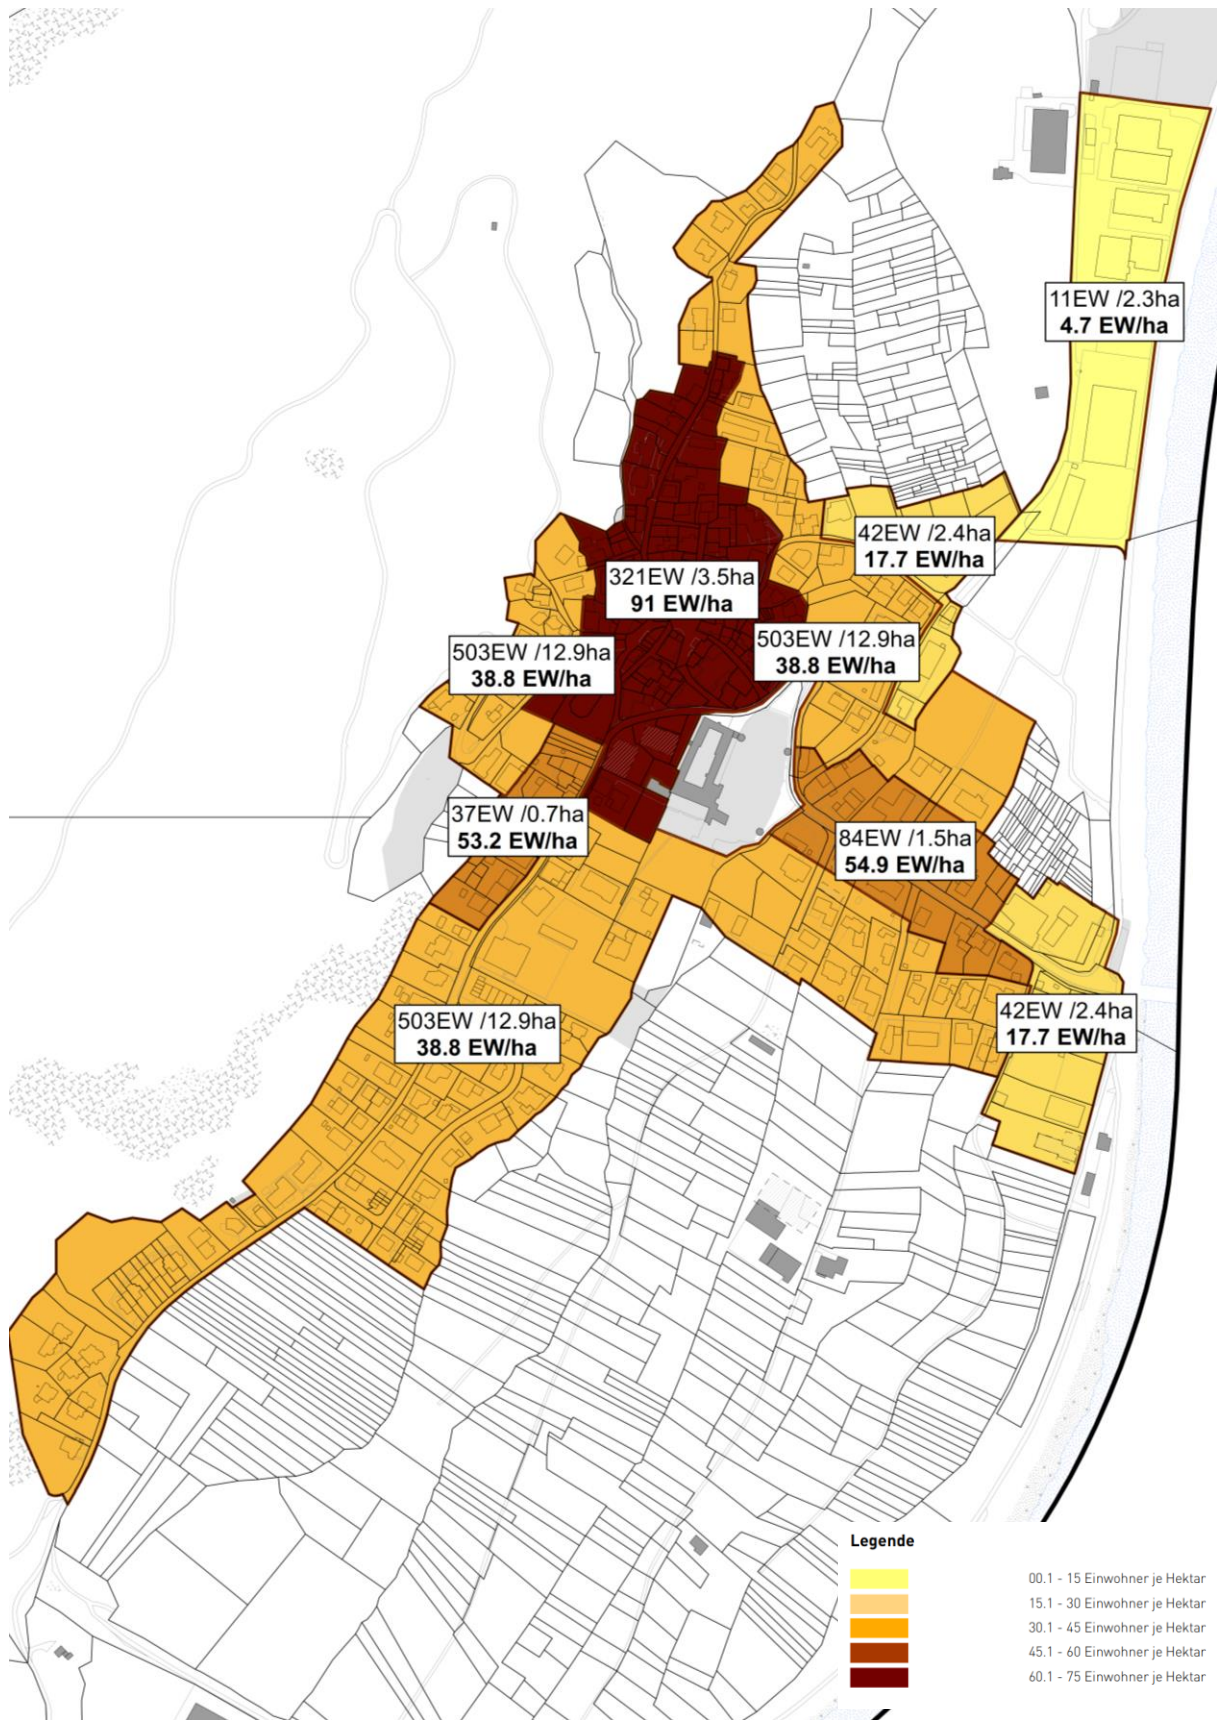 11EW /2.3ha
4.7 EW/ha
42EW /2.4ha
17.7 EW/ha
321EW /3.5ha
91 EW/ha
503EW /12.9ha
38.8 EW/ha
503EW /12.9ha
38.8 EW/ha
37EW /0.7ha
53.2 EW/ha
84EW /1.5ha
54.9 EW/ha
42EW /2.4ha
17.7 EW/ha
503EW /12.9ha
38.8 EW/ha
Legende
00.1 - 15 Einwohner je Hektar
15.1 - 30 Einwohner je Hektar
30.1 - 45 Einwohner je Hektar
45.1 - 60 Einwohner je Hektar
60.1 - 75 Einwohner je Hektar